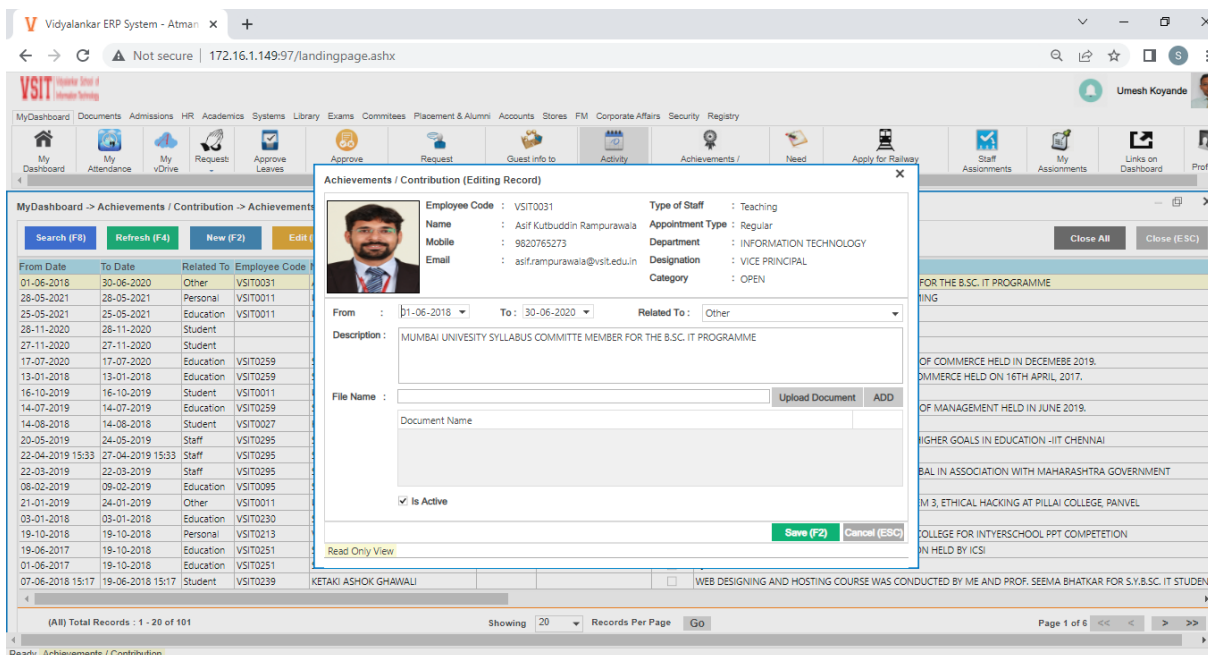 Vidyalankar ERP System - Atman
Not secure | 172.16.1.149:97/landingpage.ashx
S
VSIT Vidyalankar School of
Information Technology
Umesh Koyande
MyDashboard Documents Admissions HR Academics Systems Library Exams Commitees Placement & Alumni Accounts Stores FM Corporate Affairs Security Registry
My Dashboard My Attendance My vDrive Request Approve Leaves Approve Request Guest info to Activity Achievements / Need Apply for Railway Staff Assignments My Assignments Links on Dashboard Prof
Achievements / Contribution (Editing Record)
MyDashboard -> Achievements / Contribution -> Achievements
Search (F8) Refresh (F4) New (F2) Edit Close All Close (ESC)
Employee Code : VSIT0031 Type of Staff : Teaching
Name : Asif Kutbuddin Rampurawala Appointment Type : Regular
Mobile : 9820765273 Department : INFORMATION TECHNOLOGY
Email : asif.rampurawala@vsit.edu.in Designation : VICE PRINCIPAL
Category : OPEN
From : 01-06-2018 To : 30-06-2020 Related To : Other
Description : MUMBAI UNIVESITY SYLLABUS COMMITTE MEMBER FOR THE B.SC. IT PROGRAMME
File Name : Upload Document ADD
Document Name
Is Active
Save (F2) Cancel (ESC)
Read Only View
From Date To Date Related To Employee Code
01-06-2018 30-06-2020 Other VSIT0031 FOR THE B.SC. IT PROGRAMME
28-05-2021 28-05-2021 Personal VSIT0011 ING
25-05-2021 25-05-2021 Education VSIT0011
28-11-2020 28-11-2020 Student
27-11-2020 27-11-2020 Student
17-07-2020 17-07-2020 Education VSIT0259 OF COMMERCE HELD IN DECEMEBE 2019.
13-01-2018 13-01-2018 Education VSIT0259 OMMERCE HELD ON 16TH APRIL, 2017.
16-10-2019 16-10-2019 Student VSIT0011
14-07-2019 14-07-2019 Education VSIT0259 OF MANAGEMENT HELD IN JUNE 2019.
14-08-2018 14-08-2018 Student VSIT0027
20-05-2019 24-05-2019 Staff VSIT0295 IGHER GOALS IN EDUCATION -IIT CHENNAI
22-04-2019 15:33 27-04-2019 15:33 Staff VSIT0295
22-03-2019 22-03-2019 Staff VSIT0295 BAL IN ASSOCIATION WITH MAHARASHTRA GOVERNMENT
08-02-2019 09-02-2019 Education VSIT0095
21-01-2019 24-01-2019 Other VSIT0011 EM 3, ETHICAL HACKING AT PILLAI COLLEGE, PANVEL
03-01-2018 03-01-2018 Education VSIT0230
19-10-2018 19-10-2018 Personal VSIT0213 COLLEGE FOR INTYERSCHOOL PPT COMPETETION
19-06-2017 19-10-2018 Education VSIT0251 ON HELD BY ICSI
01-06-2017 19-10-2018 Education VSIT0251
07-06-2018 15:17 19-06-2018 15:17 Student VSIT0239 KETAKI ASHOK GHAWALI WEB DESIGNING AND HOSTING COURSE WAS CONDUCTED BY ME AND PROF. SEEMA BHATKAR FOR S.Y.B.SC. IT STUDEN
(All) Total Records : 1 - 20 of 101 Showing 20 Records Per Page Go Page 1 of 6 << < > >>
Ready Achievements / Contribution